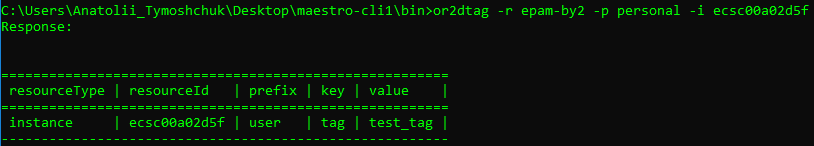 C:\Users\Anatolii_Tymoshchuk\Desktop\maestro-cli1\bin>or2dtag -r epam-by2 -p personal -i ecsc00a02d5f
Response:
========================================================
resourceType | resourceId | prefix | key | value |
========================================================
instance | ecsc00a02d5f | user | tag | test_tag |
--------------------------------------------------------